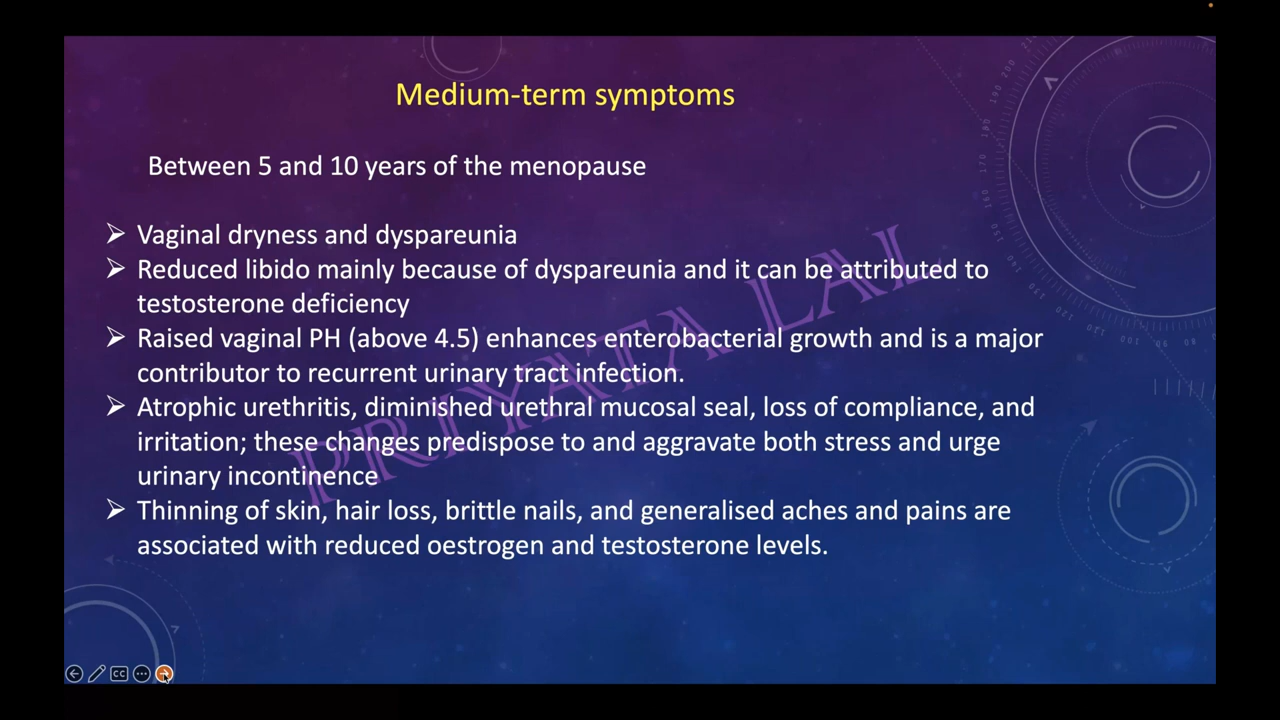 Medium-term symptoms
Between 5 and 10 years of the menopause
➢ Vaginal dryness and dyspareunia
➢ Reduced libido mainly because of dyspareunia and it can be attributed to
testosterone deficiency
➢ Raised vaginal PH (above 4.5) enhances enterobacterial growth and is a major
contributor to recurrent urinary tract infection.
➢ Atrophic urethritis, diminished urethral mucosal seal, loss of compliance, and
irritation; these changes predispose to and aggravate both stress and urge
urinary incontinence
➢ Thinning of skin, hair loss, brittle nails, and generalised aches and pains are
associated with reduced oestrogen and testosterone levels.
PRIYATA LAL
CC